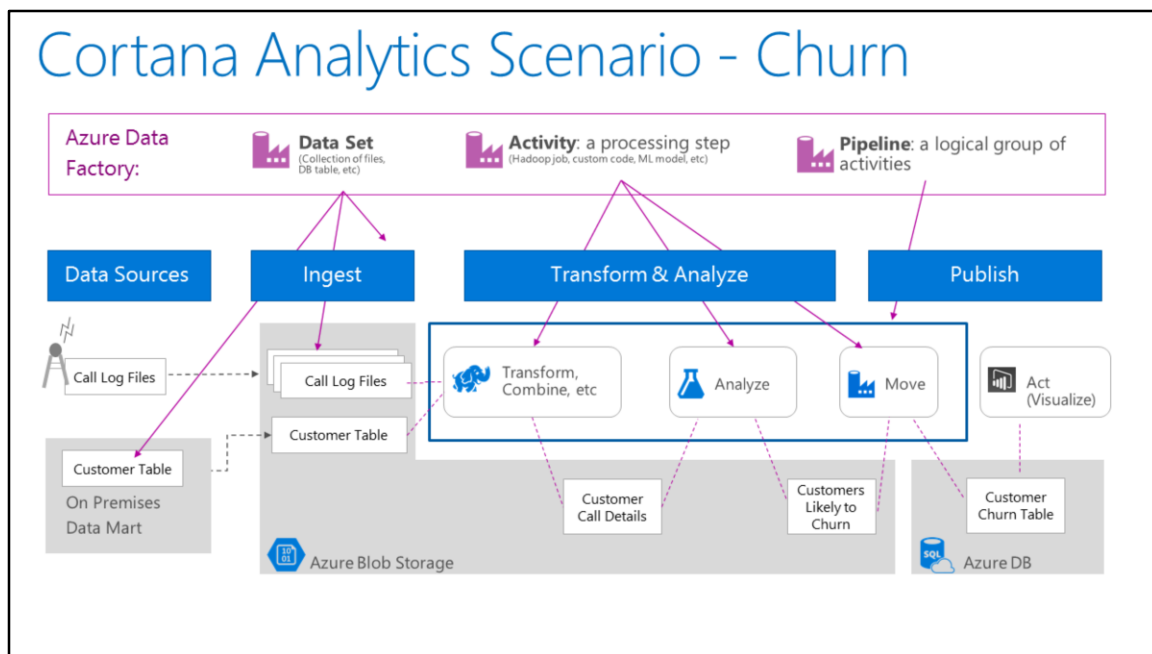 Cortana Analytics Scenario - Churn
Azure Data
Factory:
Data Set
(Collection of files,
DB table, etc)
Activity: a processing step
(Hadoop job, custom code, ML model, etc)
Pipeline: a logical group of
activities
Data Sources
Ingest
Transform & Analyze
Publish
Call Log Files
Call Log Files
Transform,
Combine, etc
Analyze
Move
Act
(Visualize)
Customer Table
Customer Table
On Premises
Data Mart
Customer
Call Details
Customers
Likely to
Churn
Customer
Churn Table
10
01
Azure Blob Storage
SQL
Azure DB